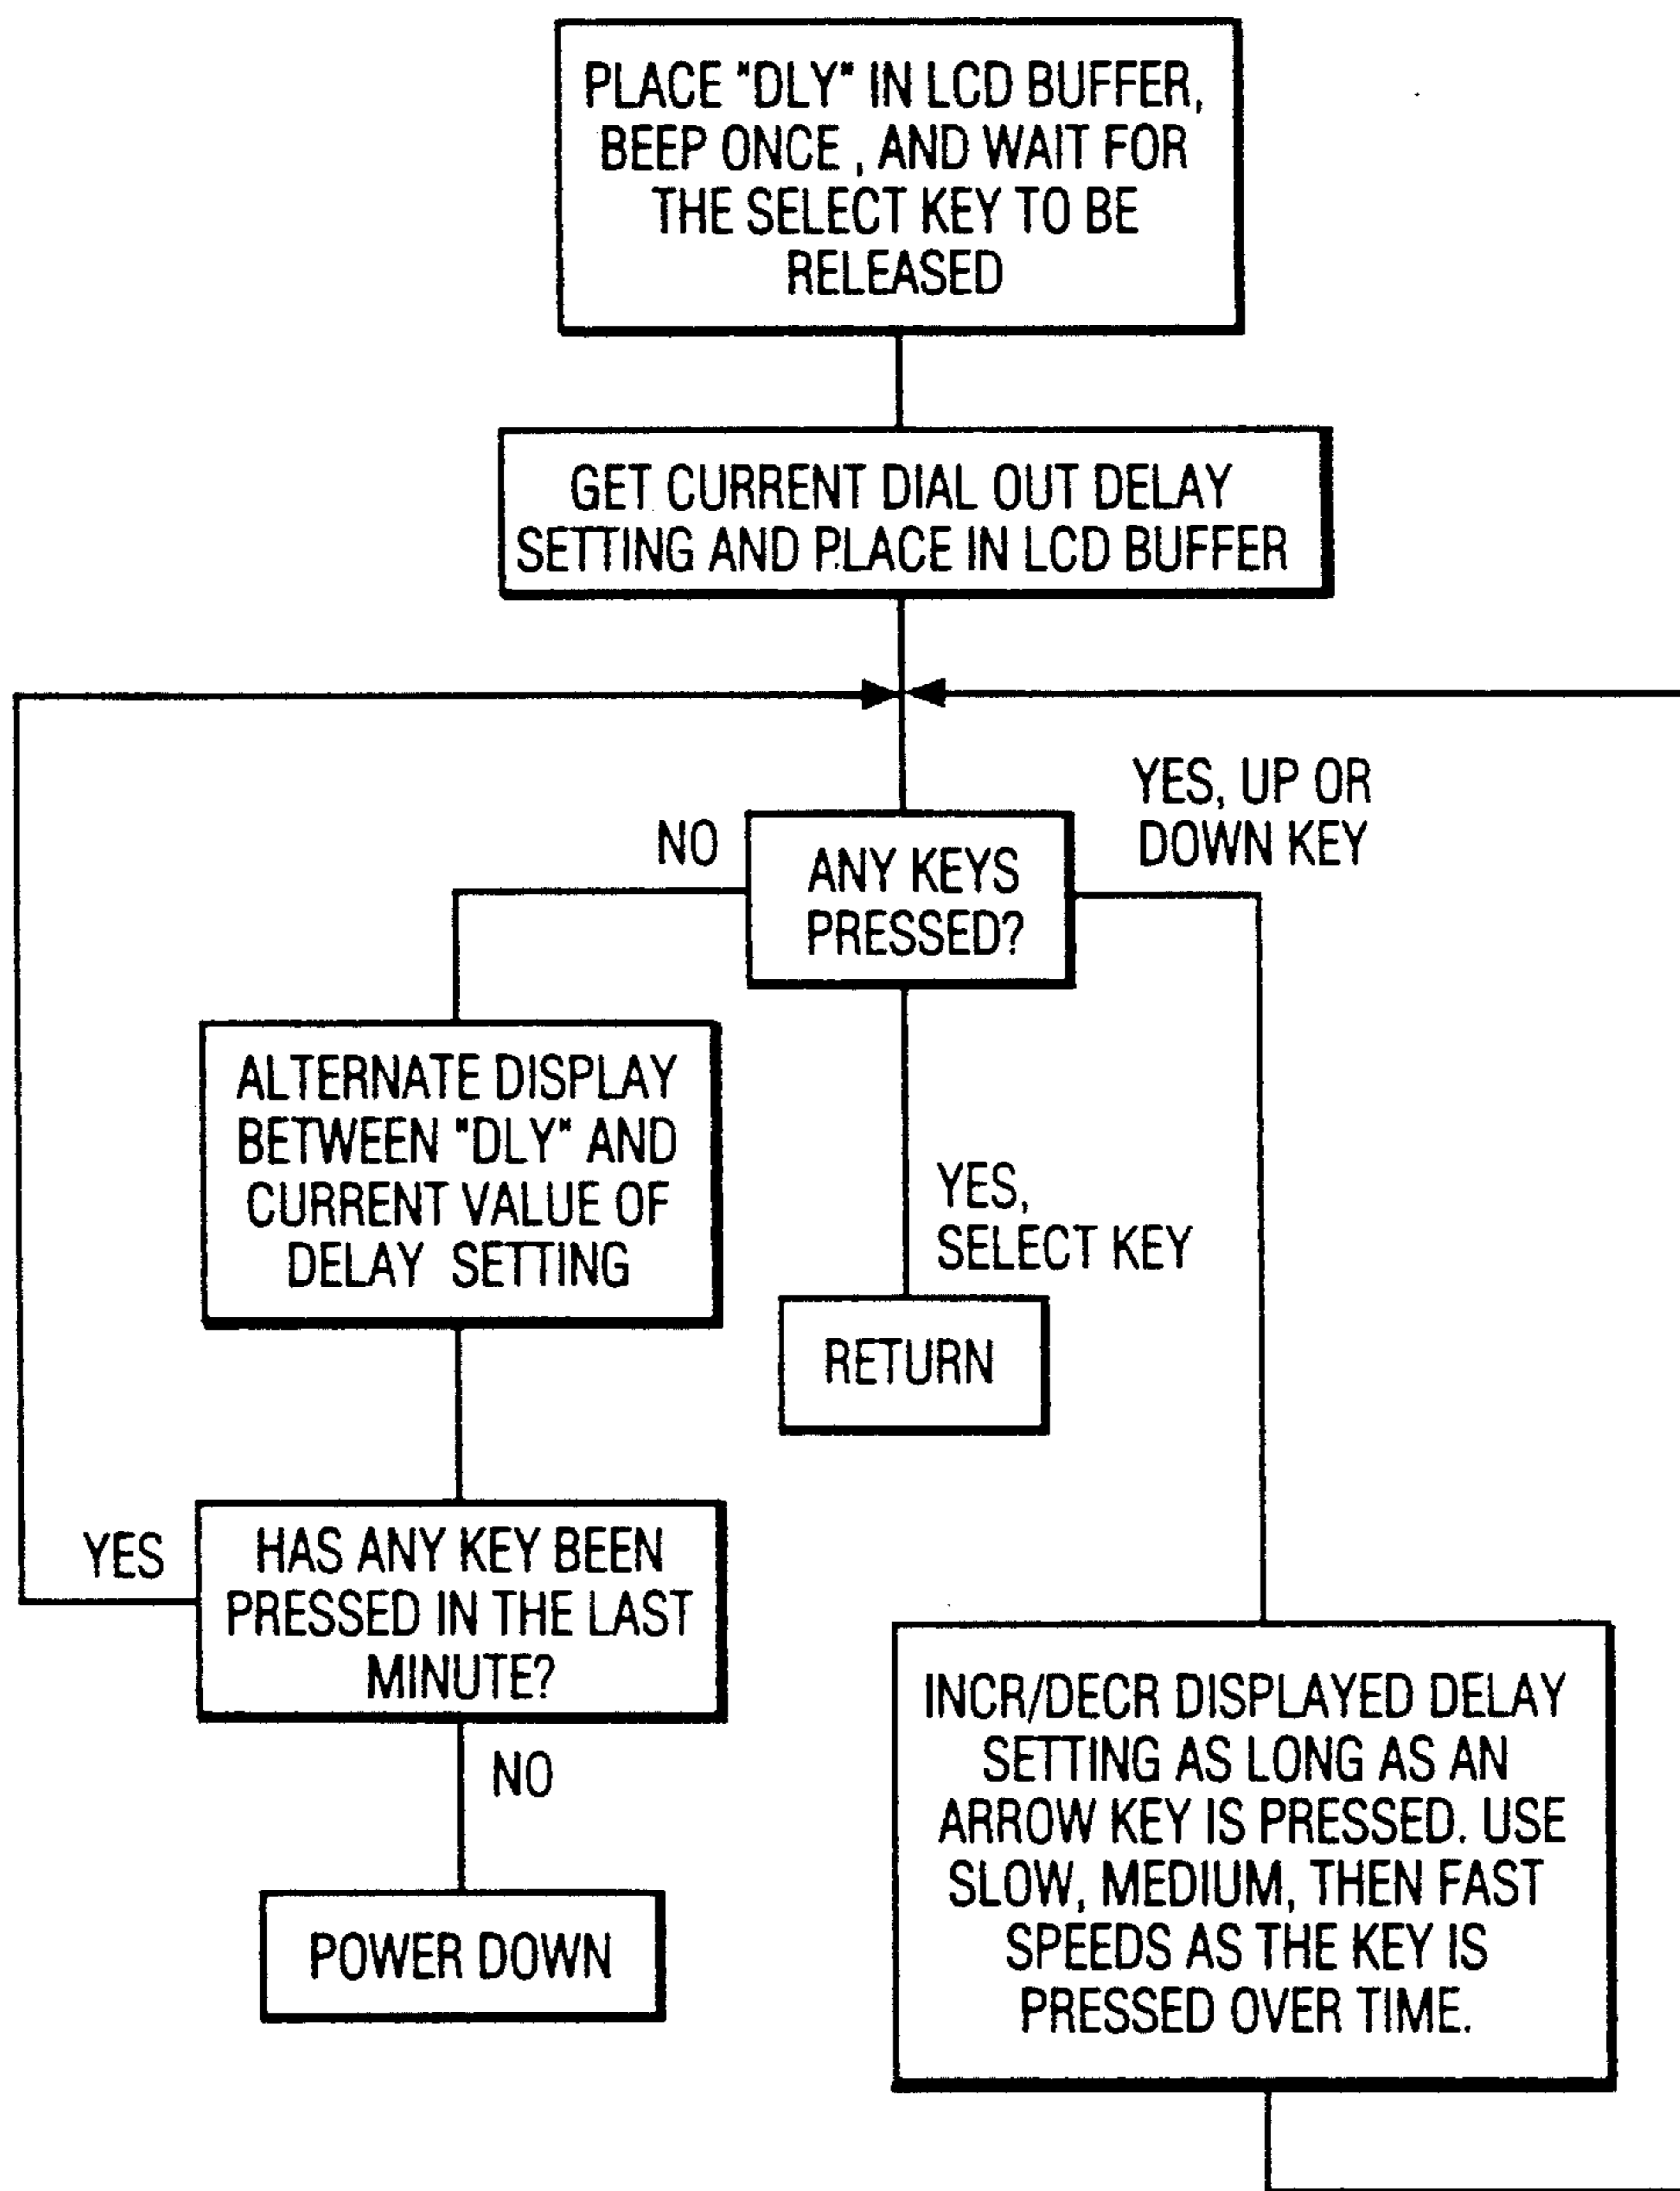 PLACE "DLY" IN LCD BUFFER,
BEEP ONCE , AND WAIT FOR
THE SELECT KEY TO BE
RELEASED
GET CURRENT DIAL OUT DELAY
SETTING AND PLACE IN LCD BUFFER
YES, UP OR
DOWN KEY
NO
ANY KEYS
PRESSED?
ALTERNATE DISPLAY
BETWEEN "DLY" AND
CURRENT VALUE OF
DELAY SETTING
YES,
SELECT KEY
RETURN
YES
HAS ANY KEY BEEN
PRESSED IN THE LAST
MINUTE?
NO
POWER DOWN
INCR/DECR DISPLAYED DELAY
SETTING AS LONG AS AN
ARROW KEY IS PRESSED. USE
SLOW, MEDIUM, THEN FAST
SPEEDS AS THE KEY IS
PRESSED OVER TIME.